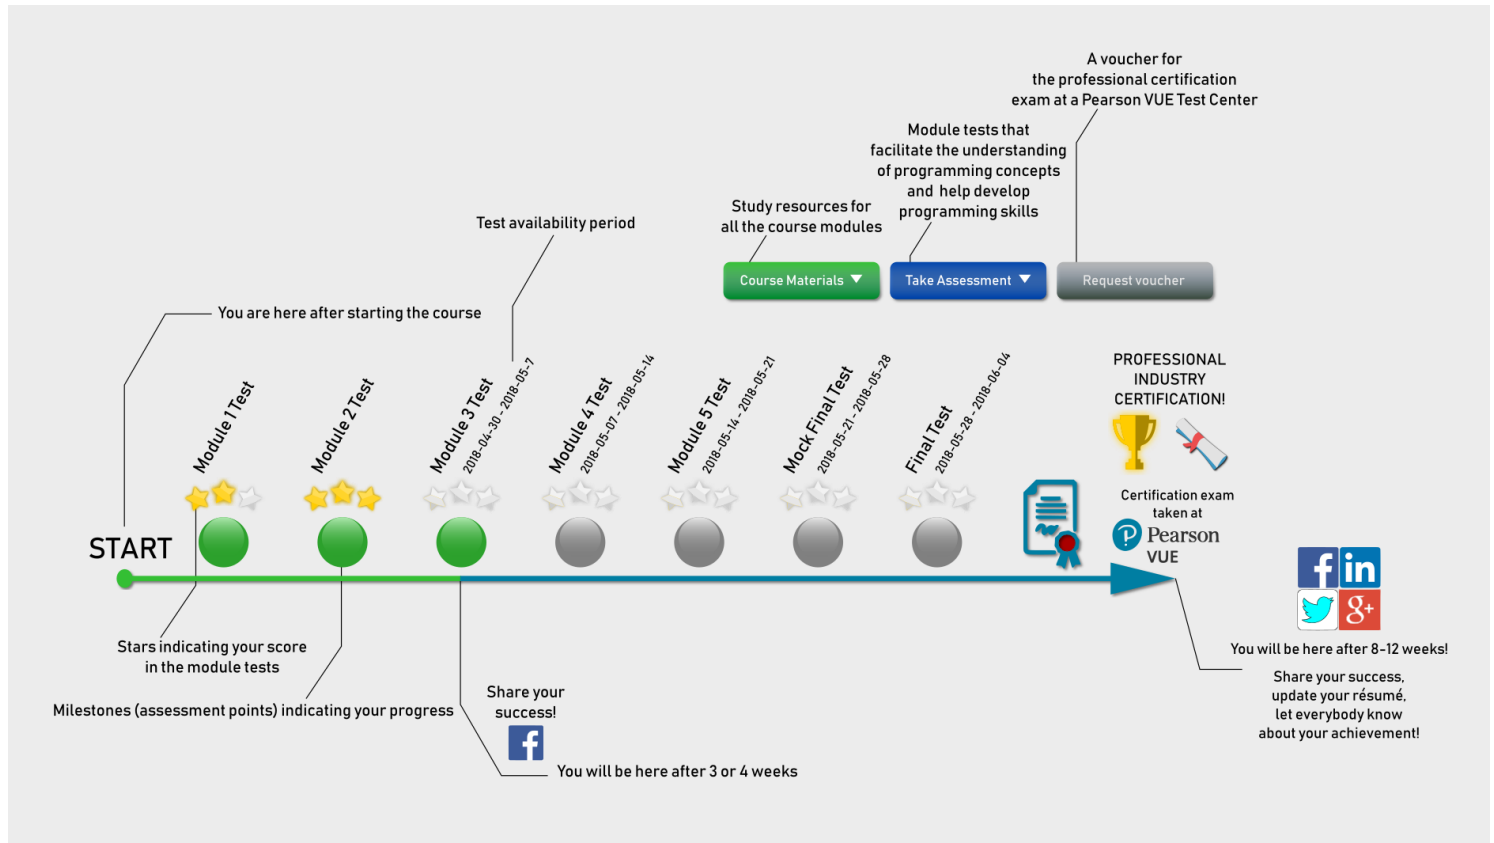 A voucher for
the professional certification
exam at a Pearson VUE Test Center
Module tests that
facilitate the understanding
of programming concepts
and help develop
programming skills
Study resources for
all the course modules
Test availability period
Course Materials
Take Assessment
Request voucher
You are here after starting the course
Module 1 Test
Module 2 Test
Module 3 Test
2018-04-30 - 2018-05-7
Module 4 Test
2018-05-07 - 2018-05-14
Module 5 Test
2018-05-14 - 2018-05-21
Mock Final Test
2018-05-21 - 2018-05-28
Final Test
2018-05-28 - 2018-06-04
PROFESSIONAL
INDUSTRY
CERTIFICATION!
Certification exam
taken at
Pearson
VUE
START
f in
g+
You will be here after 8-12 weeks!
Share your success,
update your résumé,
let everybody know
about your achievement!
Stars indicating your score
in the module tests
Milestones (assessment points) indicating your progress
Share your
success!
f
You will be here after 3 or 4 weeks